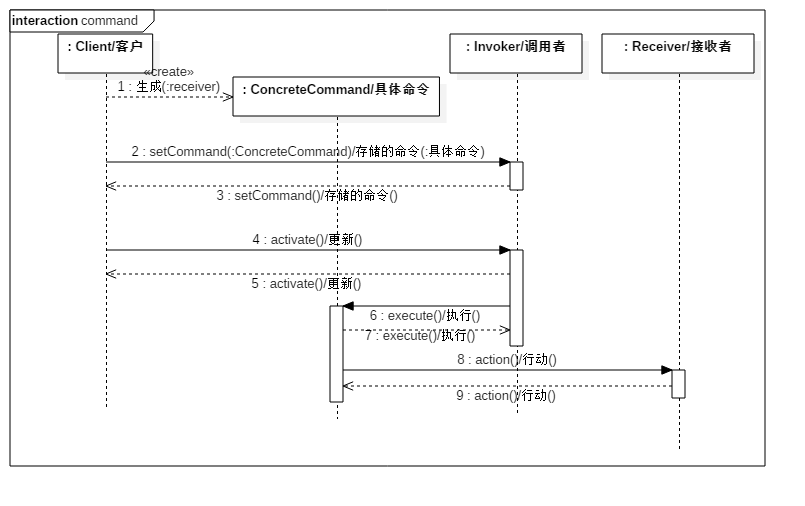 interaction command
: Client/客户
: Invoker/调用者
: Receiver/接收者
«create»
1 : 生成(:receiver)
: ConcreteCommand/具体命令
2 : setCommand(:ConcreteCommand)/存储的命令(:具体命令)
3 : setCommand()/存储的命令()
4 : activate()/更新()
5 : activate()/更新()
6 : execute()/执行()
7 : execute()/执行()
8 : action()/行动()
9 : action()/行动()